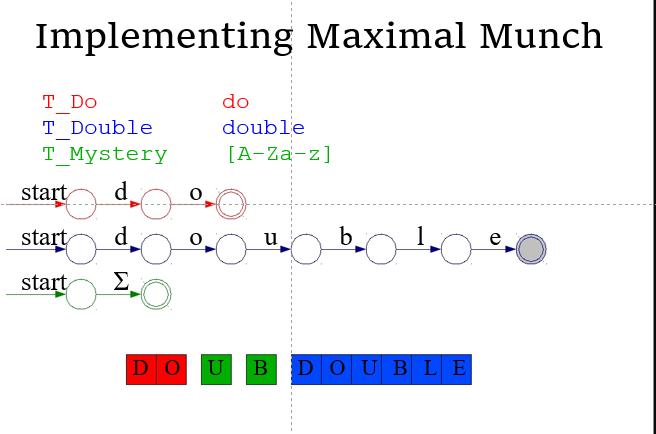 Implementing Maximal Munch
T_Do do
T_Double double
T_Mystery [A-Za-z]
start d o
start d o u b l e
start Σ
D O U B D O U B L E